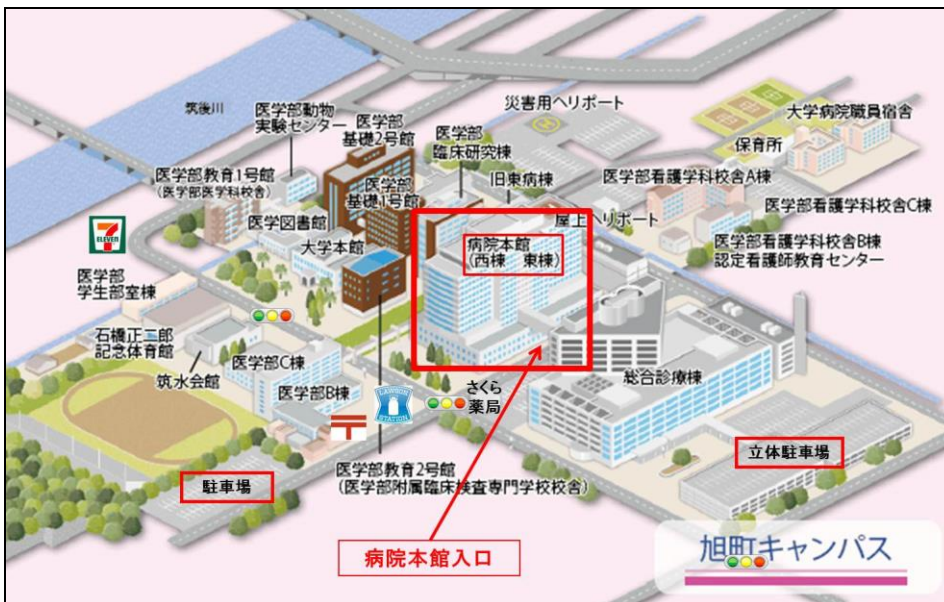 筑後川
医学部動物
実験センター
医学部
基礎2号館
医学部
臨床研究棟
災害用ヘリポート
大学病院職員宿舎
保育所
医学部教育1号館
(医学部医学科校舎)
医学部
基礎1号館
旧東病棟
医学部看護学科校舎A棟
医学図書館
大学本館
屋上ヘリポート
医学部看護学科校舎C棟
7
ELEVEN
病院本館
(西棟 東棟)
医学部看護学科校舎B棟
認定看護師教育センター
医学部
学生部室棟
石橋正二郎
記念体育館
筑水会館
医学部C棟
医学部B棟
LAWSON
STATION
さくら
薬局
総合診療棟
医学部教育2号館
(医学部附属臨床検査専門学校校舎)
駐車場
立体駐車場
病院本館入口
旭町キャンパス